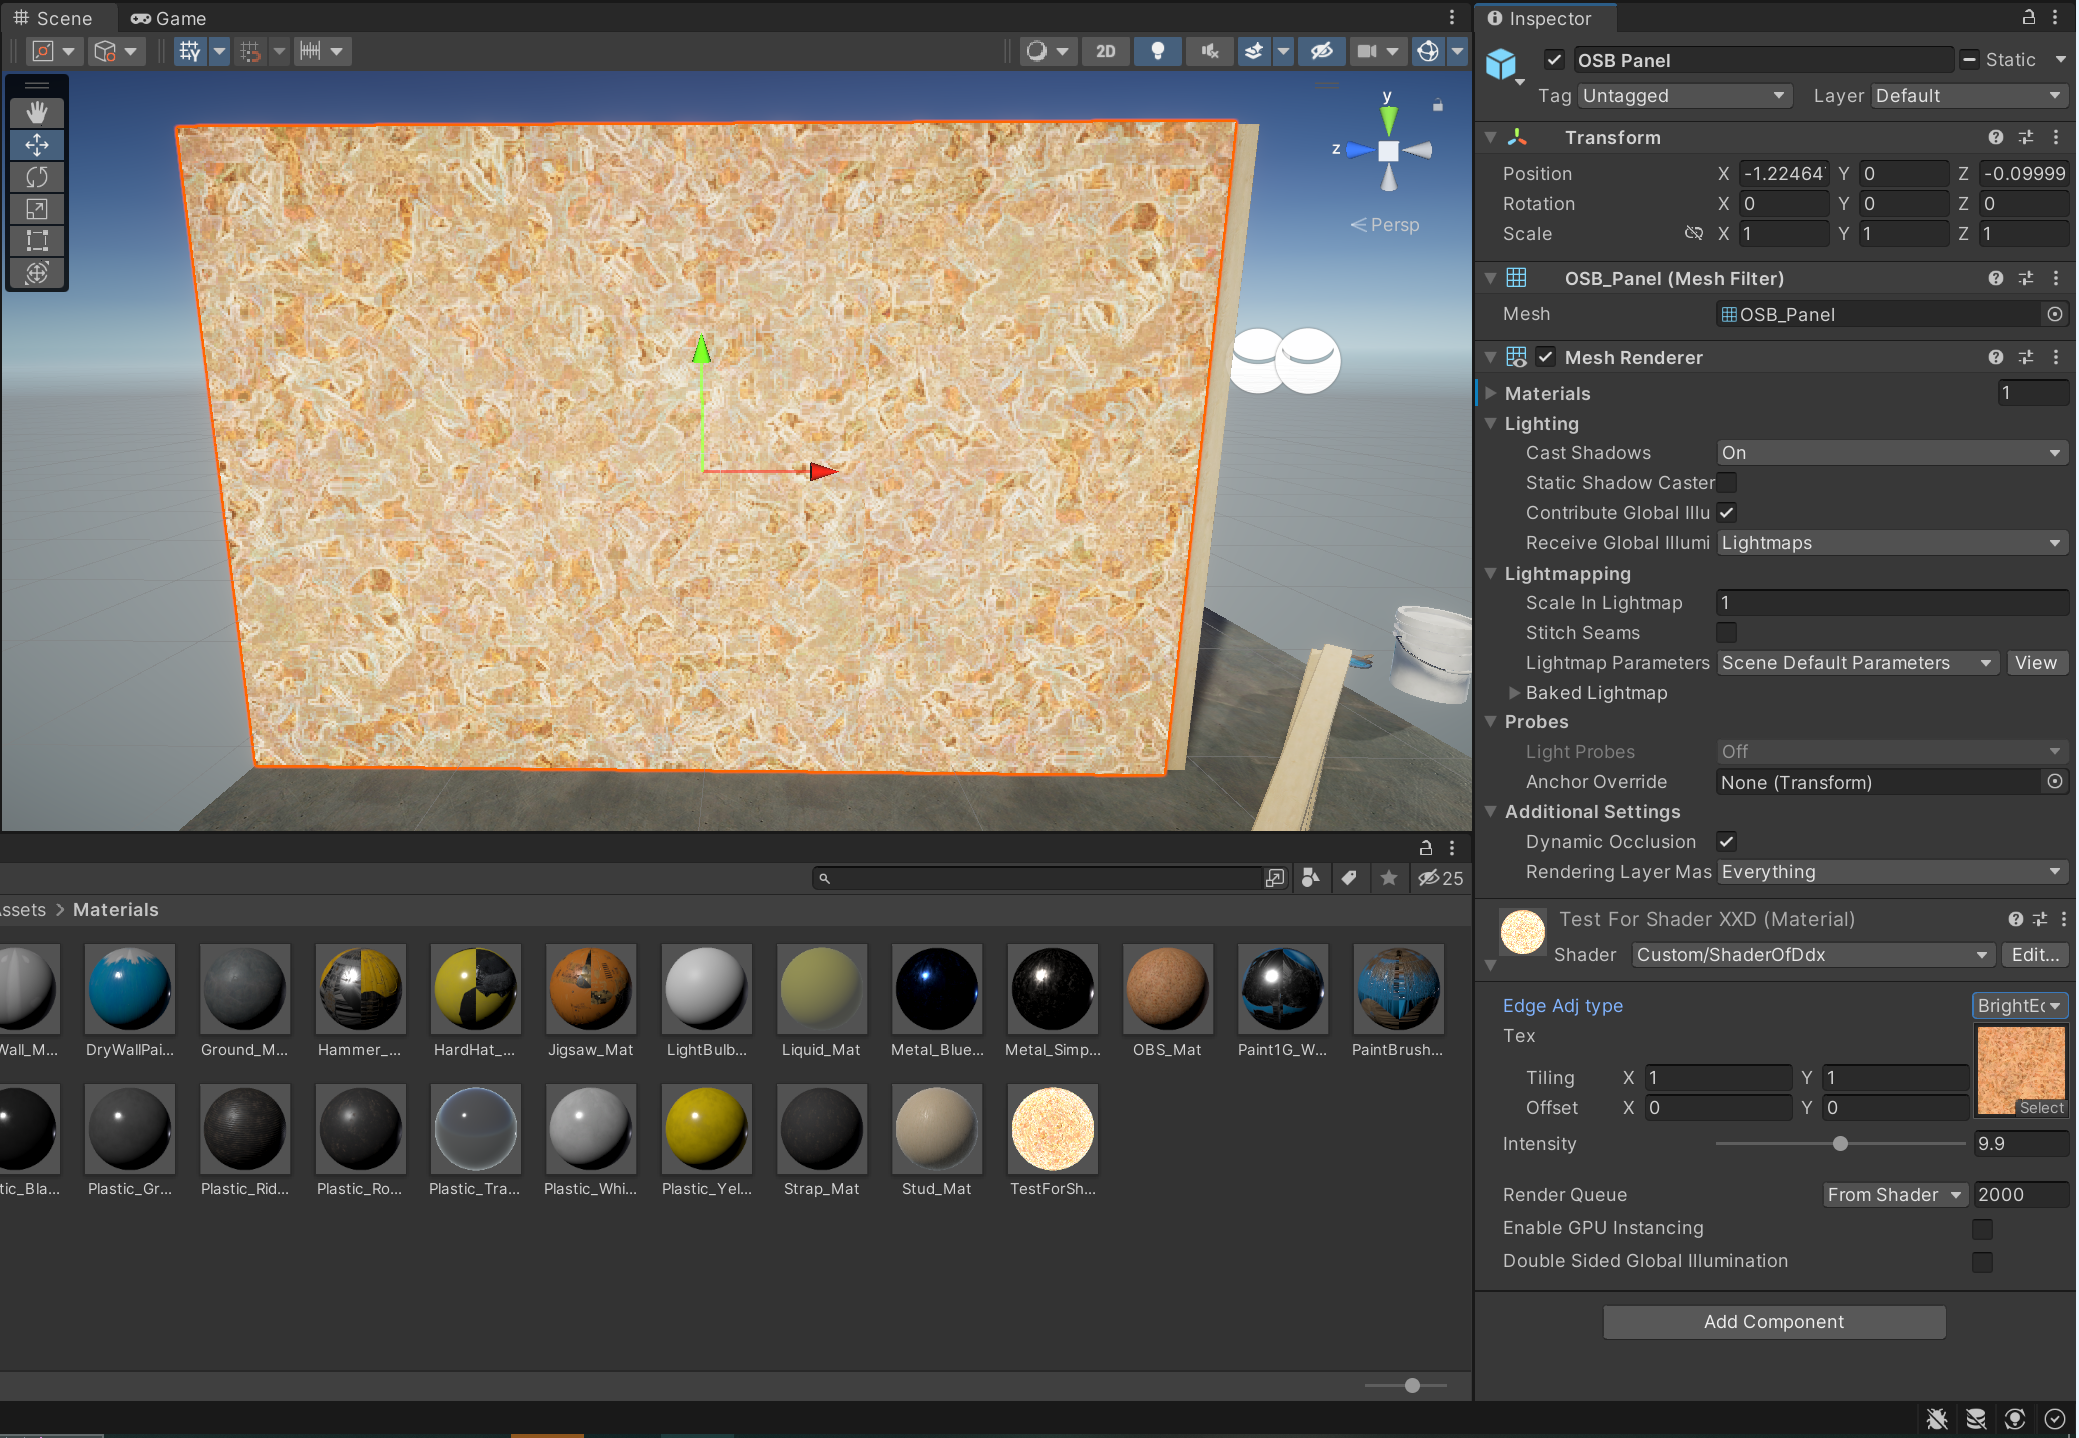 Scene
Game
Inspector
2D
OSB Panel
Static
Tag Untagged
Layer Default
y
z
Persp
Transform
Position X -1.22464 Y 0 Z -0.09999
Rotation X 0 Y 0 Z 0
Scale X 1 Y 1 Z 1
OSB_Panel (Mesh Filter)
Mesh OSB_Panel
Mesh Renderer
Materials 1
Lighting
Cast Shadows On
Static Shadow Caster
Contribute Global Illu
Receive Global Illumi Lightmaps
Lightmapping
Scale In Lightmap 1
Stitch Seams
Lightmap Parameters Scene Default Parameters View
Baked Lightmap
Probes
Light Probes Off
Anchor Override None (Transform)
Additional Settings
Dynamic Occlusion
Rendering Layer Mas Everything
Test For Shader XXD (Material)
Shader Custom/ShaderOfDdx Edit...
Edge Adj type BrightEc
Tex
Tiling X 1 Y 1
Offset X 0 Y 0
Select
Intensity 9.9
Render Queue From Shader 2000
Enable GPU Instancing
Double Sided Global Illumination
Add Component
25
ssets > Materials
Wall_M...
DryWallPai...
Ground_M...
Hammer_...
HardHat_...
Jigsaw_Mat
LightBulb...
Liquid_Mat
Metal_Blue...
Metal_Simp...
OBS_Mat
Paint1G_W...
PaintBrush...
tic_Bla...
Plastic_Gr...
Plastic_Rid...
Plastic_Ro...
Plastic_Tra...
Plastic_Whi...
Plastic_Yel...
Strap_Mat
Stud_Mat
TestForSh...